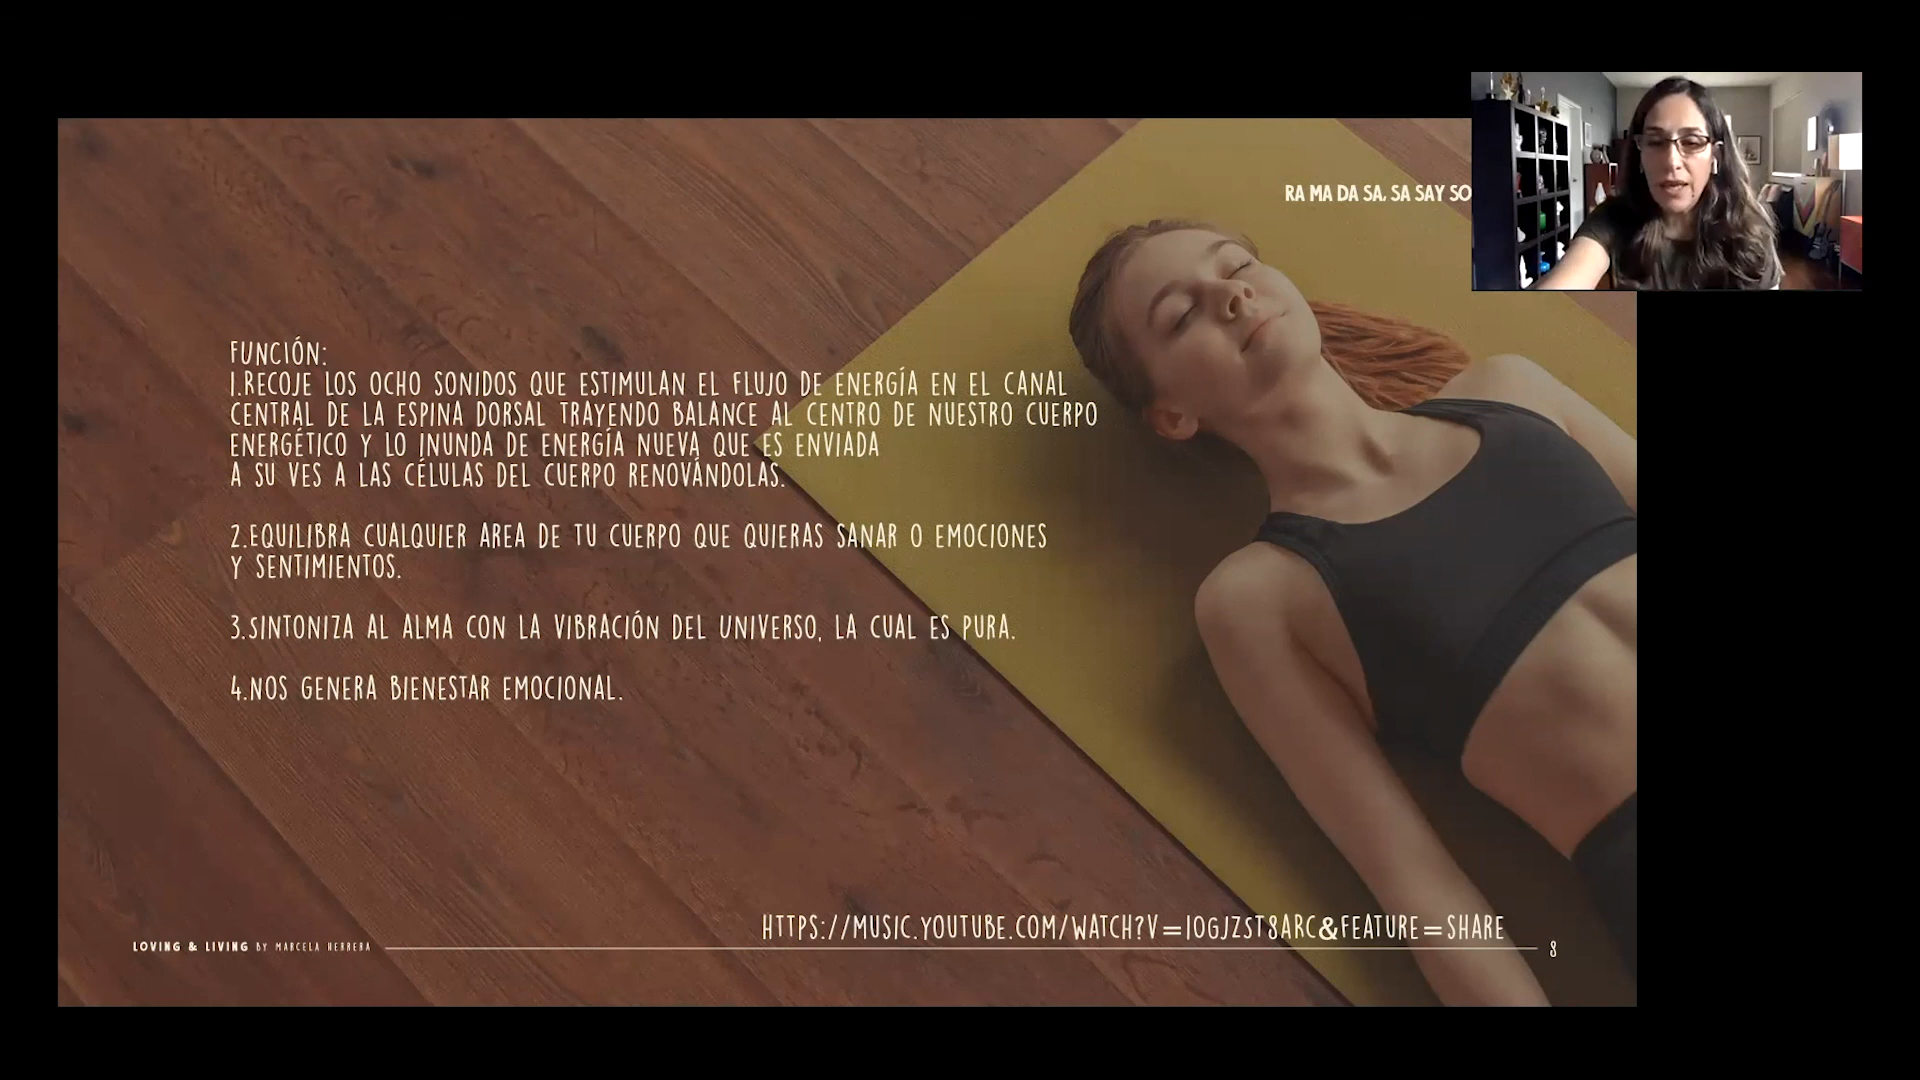 RA MA DA SA, SA SAY SO
FUNCIÓN:
1.RECOJE LOS OCHO SONIDOS QUE ESTIMULAN EL FLUJO DE ENERGÍA EN EL CANAL
CENTRAL DE LA ESPINA DORSAL TRAYENDO BALANCE AL CENTRO DE NUESTRO CUERPO
ENERGÉTICO Y LO INUNDA DE ENERGÍA NUEVA QUE ES ENVIADA
A SU VES A LAS CÉLULAS DEL CUERPO RENOVÁNDOLAS.
2.EQUILIBRA CUALQUIER AREA DE TU CUERPO QUE QUIERAS SANAR O EMOCIONES
Y SENTIMIENTOS.
3.SINTONIZA AL ALMA CON LA VIBRACIÓN DEL UNIVERSO, LA CUAL ES PURA.
4.NOS GENERA BIENESTAR EMOCIONAL.
HTTPS://MUSIC.YOUTUBE.COM/WATCH?V=IOGJZST8ARC&FEATURE=SHARE
LOVING & LIVING BY MARCELA HERRERA
8